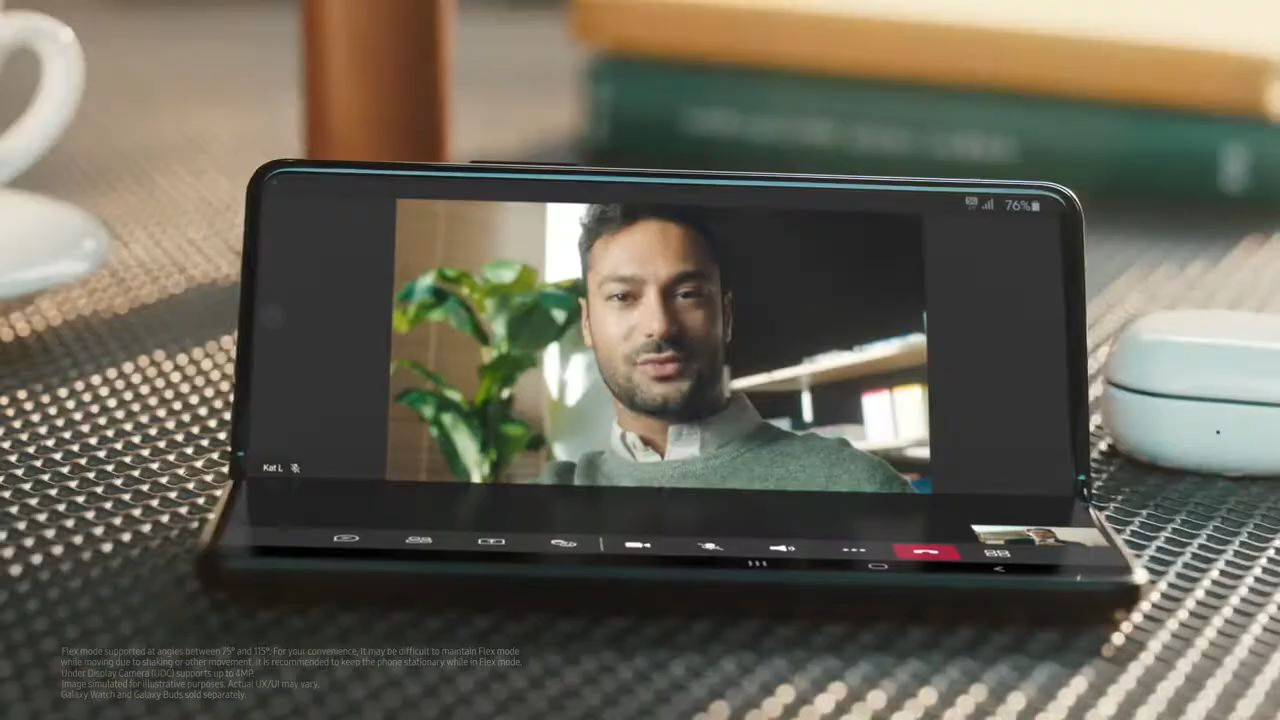 76%
Kat L
Flex mode supported at angles between 75° and 115°. For your convenience, It may be difficult to maintain Flex mode
while moving due to shaking or other movement, it is recommended to keep the phone stationary while in Flex mode.
Under Display Camera (UDC) supports up to 4MP.
Image simulated for illustrative purposes. Actual UX/UI may vary.
Galaxy Watch and Galaxy Buds sold separately.